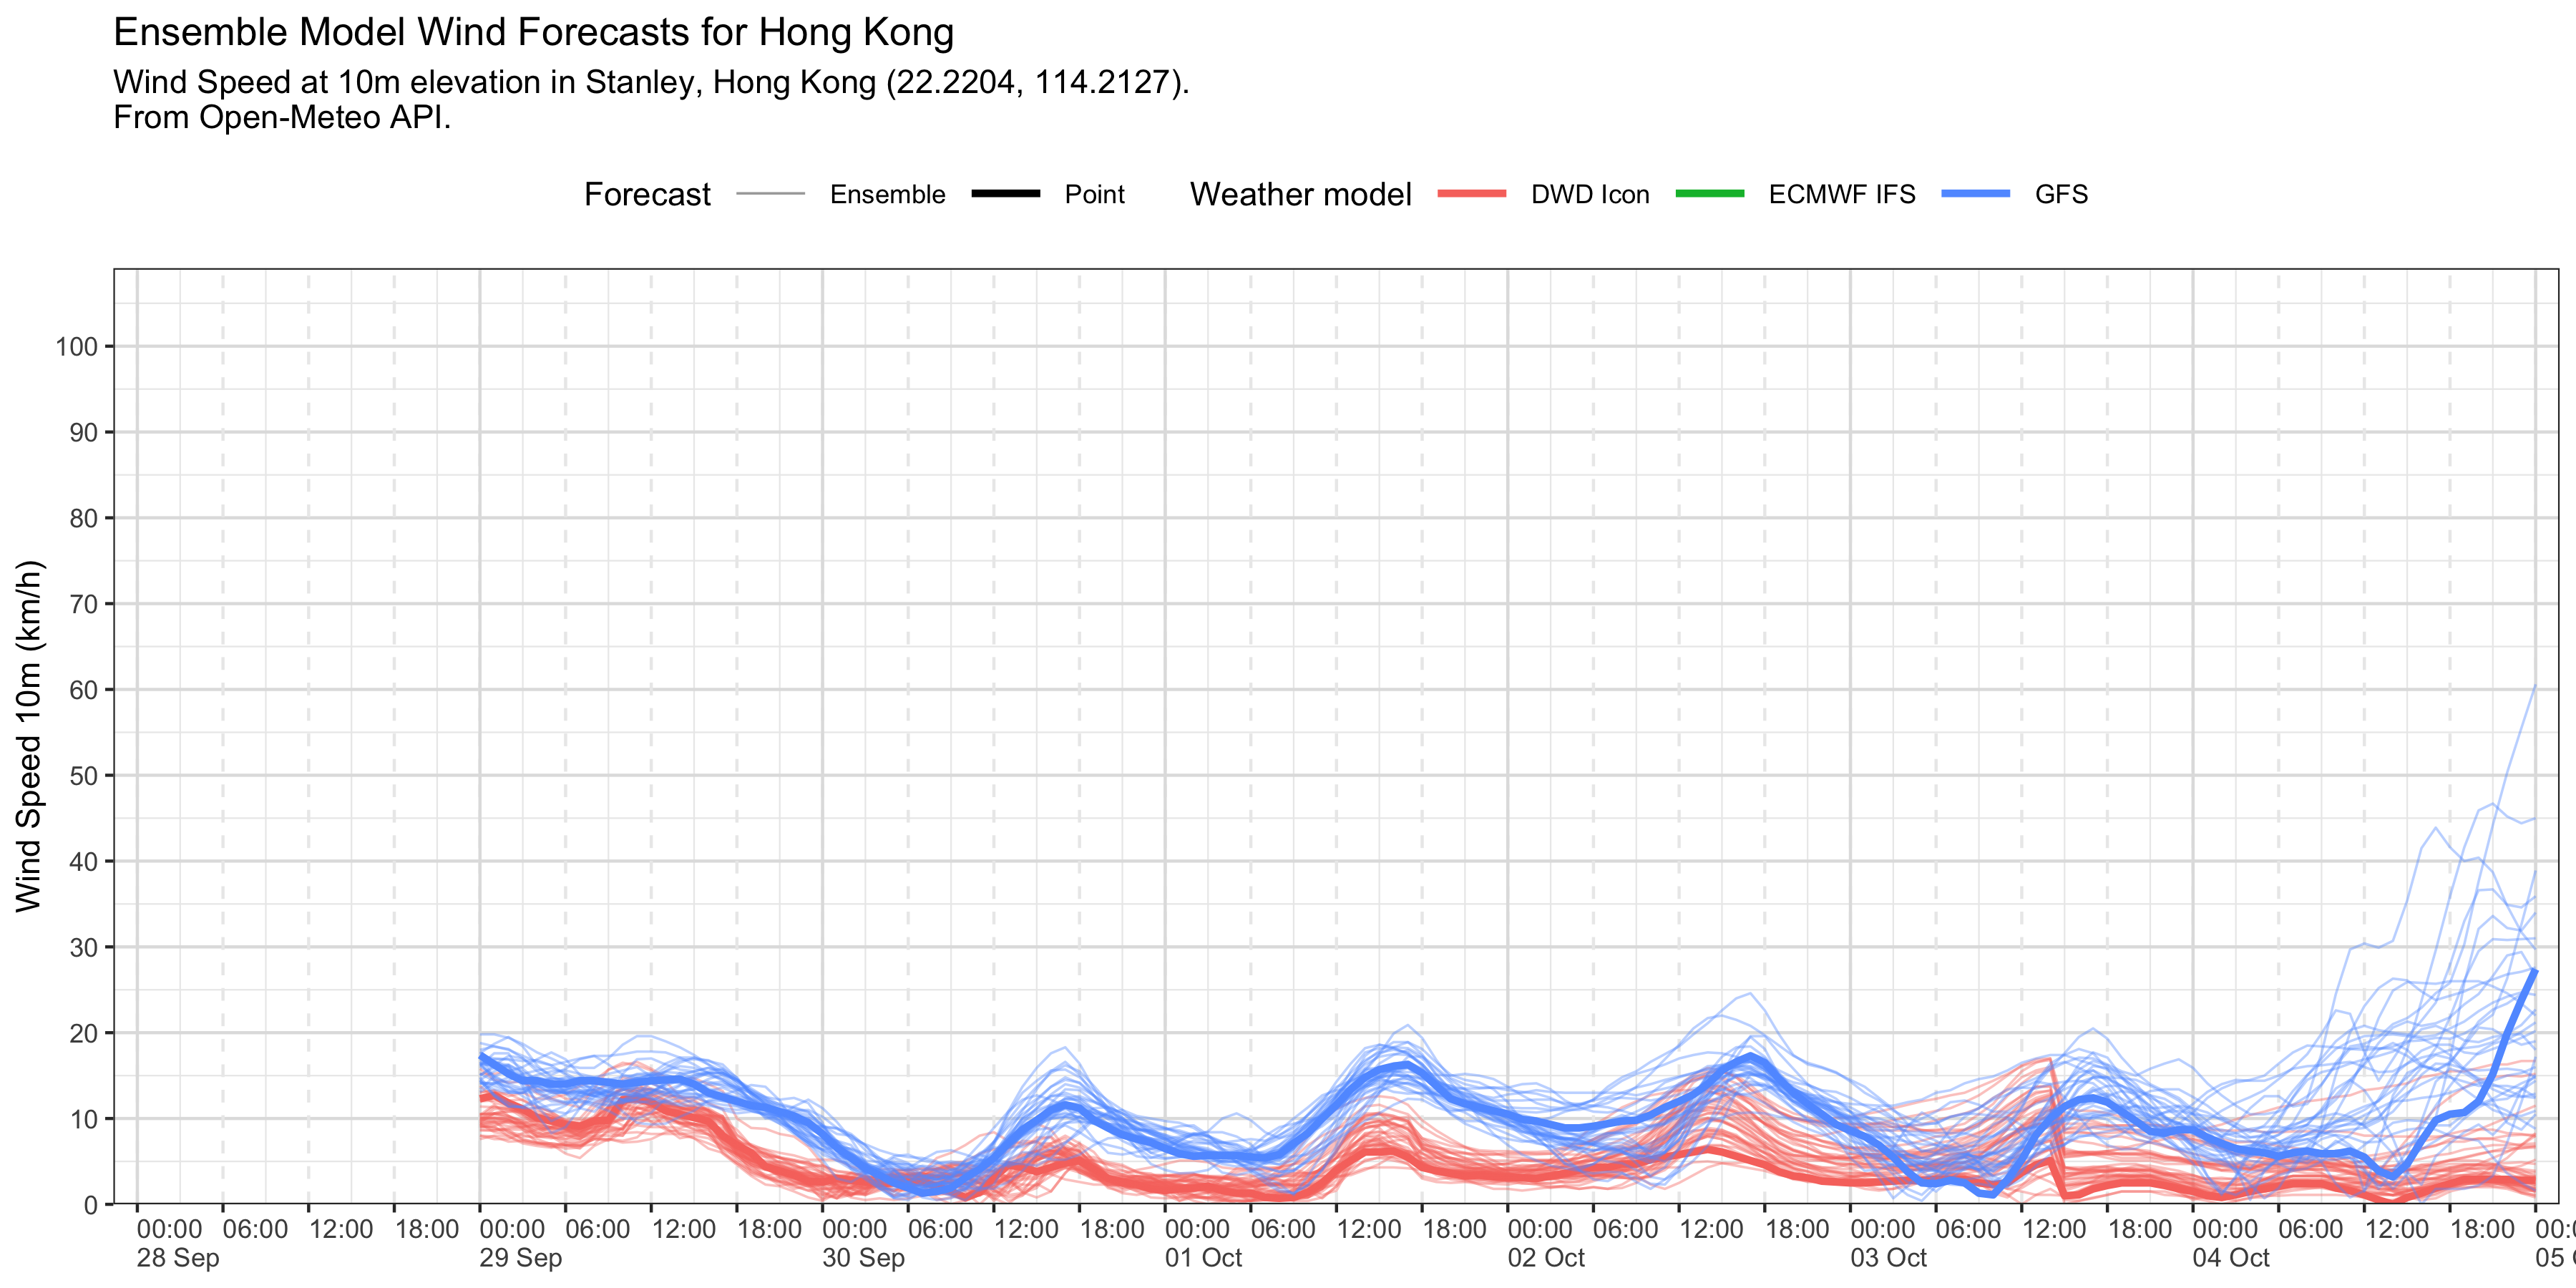 Ensemble Model Wind Forecasts for Hong Kong
Wind Speed at 10m elevation in Stanley, Hong Kong (22.2204, 114.2127).
From Open-Meteo API.
Forecast Ensemble Point Weather model DWD Icon ECMWF IFS GFS
Wind Speed 10m (km/h)
100
90
80
70
60
50
40
30
20
10
0
00:00 06:00 12:00 18:00 00:00 06:00 12:00 18:00 00:00 06:00 12:00 18:00 00:00 06:00 12:00 18:00 00:00 06:00 12:00 18:00 00:00 06:00 12:00 18:00 00:00 06:00 12:00 18:00
28 Sep 29 Sep 30 Sep 01 Oct 02 Oct 03 Oct 04 Oct 05